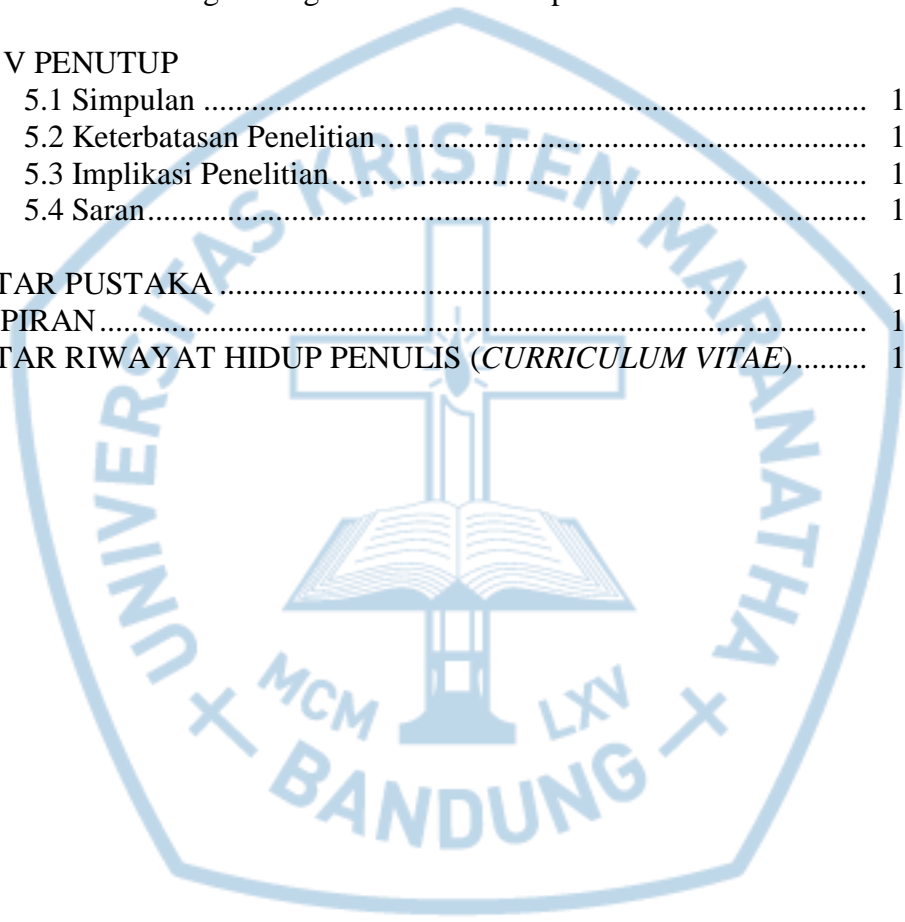 V PENUTUP
5.1 Simpulan ........................................................................ 1
5.2 Keterbatasan Penelitian ........................................................ 1
5.3 Implikasi Penelitian ............................................................ 1
5.4 Saran ............................................................................ 1
TAR PUSTAKA ........................................................................ 1
PIRAN ................................................................................ 1
TAR RIWAYAT HIDUP PENULIS (CURRICULUM VITAE) ......... 1
UNIVERSITAS KRISTEN MARANATHA
MCM LXV
BANDUNG